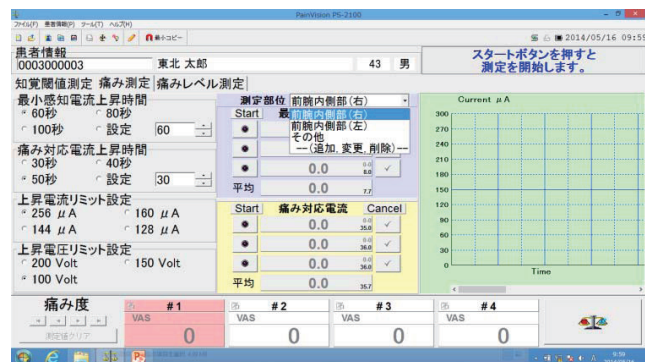 PainVision PS-2100
ファイル(F) 患者情報(P) ツール(T) ヘルプ(H)
最小コピー
2014/05/16 09:59
患者情報
0003000003 東北 太郎 43 男
スタートボタンを押すと
測定を開始します。
知覚閾値測定 痛み測定 痛みレベル測定
最小感知電流上昇時間
60秒 80秒
100秒 設定 60
痛み対応電流上昇時間
30秒 40秒
50秒 設定 30
上昇電流リミット設定
256 μA 160 μA
144 μA 128 μA
上昇電圧リミット設定
200 Volt 150 Volt
100 Volt
測定部位 前腕内側部(右)
Start 最
前腕内側部(右)
前腕内側部(左)
その他
--(追加, 変更, 削除)--
0.0 0.0 8.0
平均 0.0 7.7
Start 痛み対応電流 Cancel
0.0 0.0 35.0
0.0 0.0 36.0
0.0 0.0 36.0
平均 0.0 35.7
Current μA
300
270
240
210
180
150
120
90
60
30
0
Time
痛み度
測定値クリア
#1
VAS
0
#2
VAS
0
#3
VAS
0
#4
VAS
0
9:59